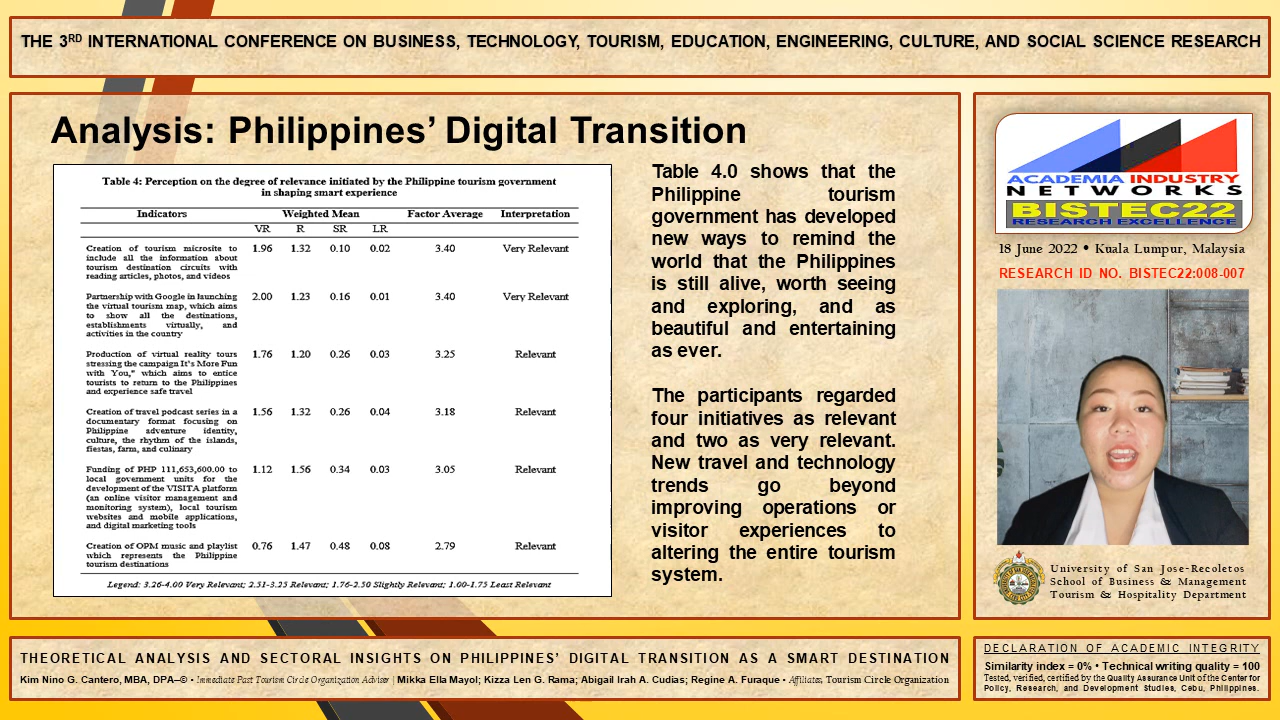 THE 3RD INTERNATIONAL CONFERENCE ON BUSINESS, TECHNOLOGY, TOURISM, EDUCATION, ENGINEERING, CULTURE, AND SOCIAL SCIENCE RESEARCH
Analysis: Philippines’ Digital Transition
Table 4: Perception on the degree of relevance initiated by the Philippine tourism government
in shaping smart experience
Indicators Weighted Mean Factor Average Interpretation
VR R SR LR
Creation of tourism microsite to 1.96 1.32 0.10 0.02 3.40 Very Relevant
include all the information about
tourism destination circuits with
reading articles, photos, and videos
Partnership with Google in launching 2.00 1.23 0.16 0.01 3.40 Very Relevant
the virtual tourism map, which aims
to show all the destinations,
establishments virtually, and
activities in the country
Production of virtual reality tours 1.76 1.20 0.26 0.03 3.25 Relevant
stressing the campaign It's More Fun
with You," which aims to entice
tourists to return to the Philippines
and experience safe travel
Creation of travel podcast series in a 1.56 1.32 0.26 0.04 3.18 Relevant
documentary format focusing on
Philippine adventure identity,
culture, the rhythm of the islands,
fiestas, farm, and culinary
Funding of PHP 111,653,600.00 to 1.12 1.56 0.34 0.03 3.05 Relevant
local government units for the
development of the VISITA platform
(an online visitor management and
monitoring system), local tourism
websites and mobile applications,
and digital marketing tools
Creation of OPM music and playlist 0.76 1.47 0.48 0.08 2.79 Relevant
which represents the Philippine
tourism destinations
Legend: 3.26-4.00 Very Relevant; 2.51-3.25 Relevant; 1.76-2.50 Slightly Relevant; 1.00-1.75 Least Relevant
Table 4.0 shows that the
Philippine tourism
government has developed
new ways to remind the
world that the Philippines
is still alive, worth seeing
and exploring, and as
beautiful and entertaining
as ever.
The participants regarded
four initiatives as relevant
and two as very relevant.
New travel and technology
trends go beyond
improving operations or
visitor experiences to
altering the entire tourism
system.
ACADEMIA INDUSTRY
NETWORKS
BISTEC22
RESEARCH EXCELLENCE
18 June 2022 • Kuala Lumpur, Malaysia
RESEARCH ID NO. BISTEC22:008-007
University of San Jose-Recoletos
School of Business & Management
Tourism & Hospitality Department
THEORETICAL ANALYSIS AND SECTORAL INSIGHTS ON PHILIPPINES’ DIGITAL TRANSITION AS A SMART DESTINATION
Kim Nino G. Cantero, MBA, DPA–© • Immediate Past Tourism Circle Organization Adviser | Mikka Ella Mayol; Kizza Len G. Rama; Abigail Irah A. Cudias; Regine A. Furaque • Affiliates, Tourism Circle Organization
DECLARATION OF ACADEMIC INTEGRITY
Similarity index = 0% • Technical writing quality = 100
Tested, verified, certified by the Quality Assurance Unit of the Center for
Policy, Research, and Development Studies, Cebu, Philippines.